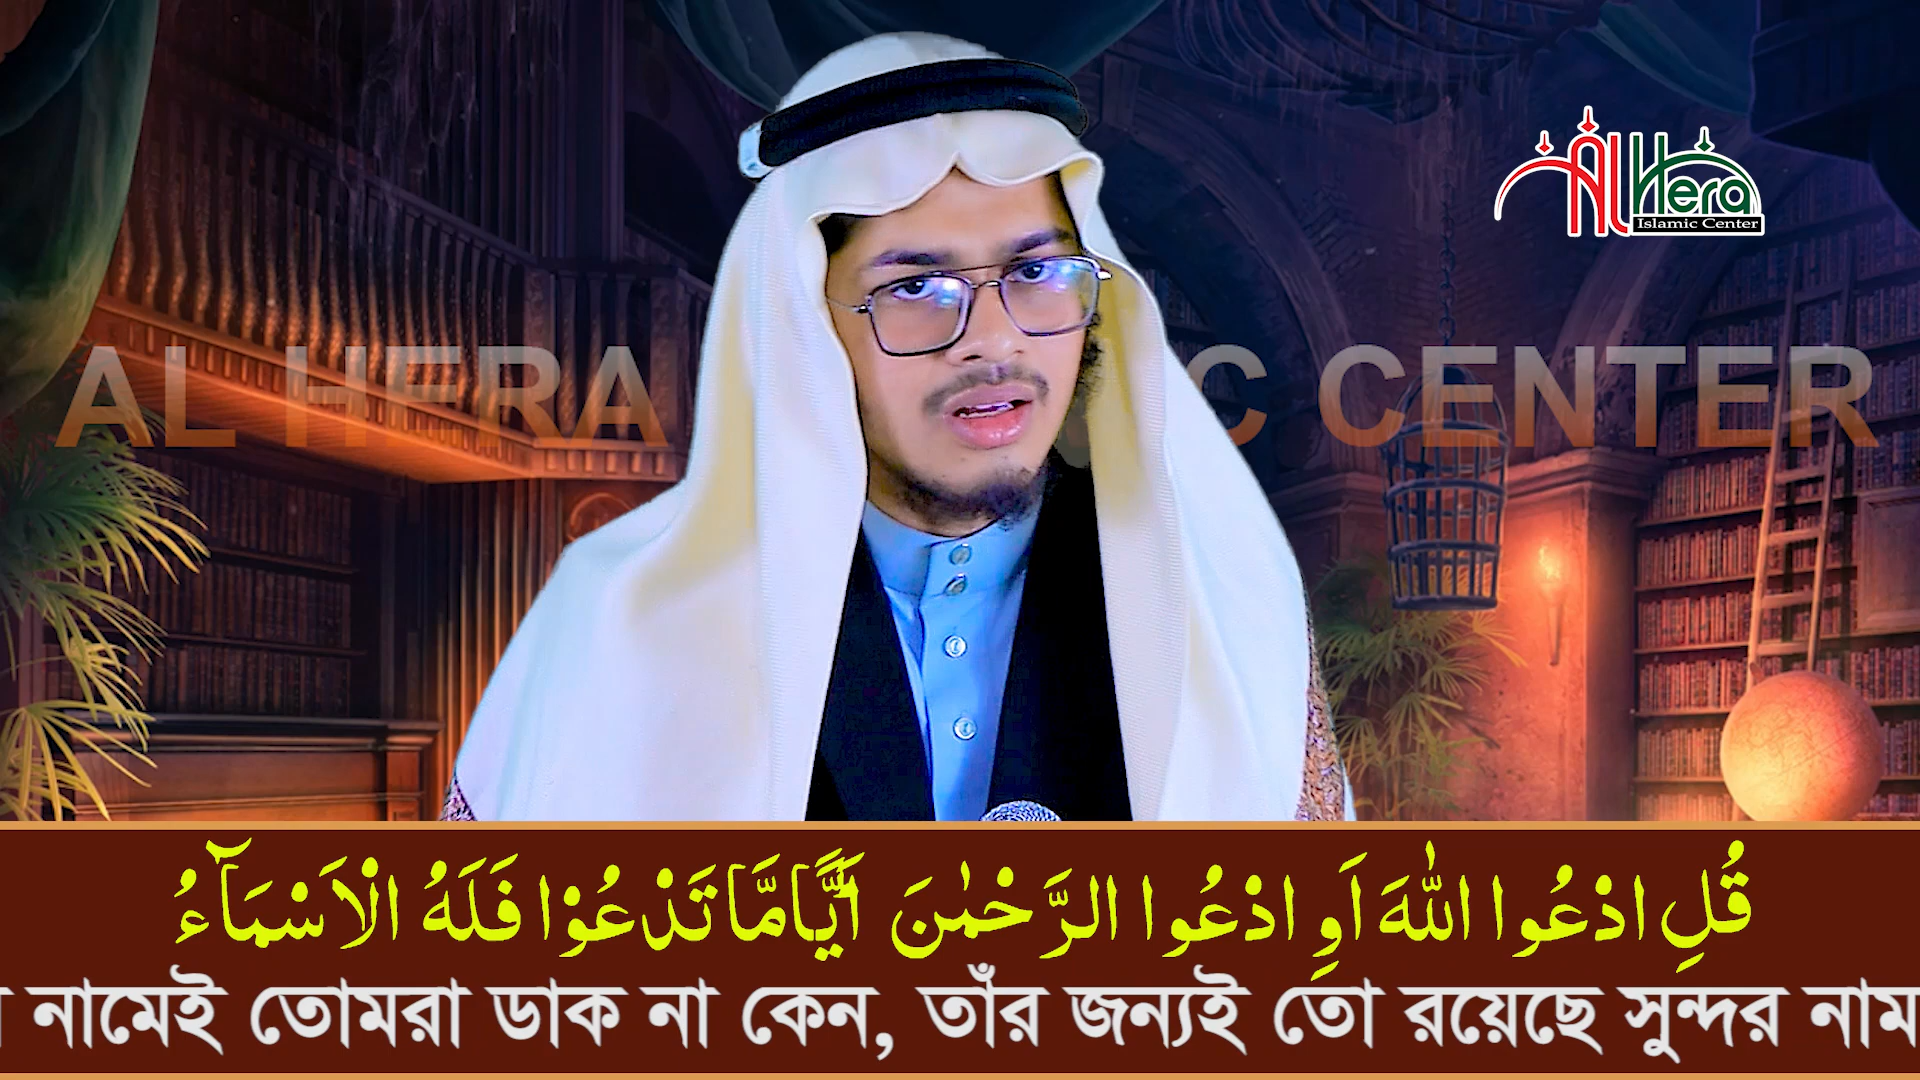 AL Hera
Islamic Center
AL HERA IC CENTER
قُلِ ادْعُوا اللّٰهَ اَوِ ادْعُوا الرَّحْمٰنَ اَيًّامَّا تَدْعُوْا فَلَهُ الْاَسْمَآءُ
নামেই তোমরা ডাক না কেন, তাঁর জন্যই তো রয়েছে সুন্দর নাম